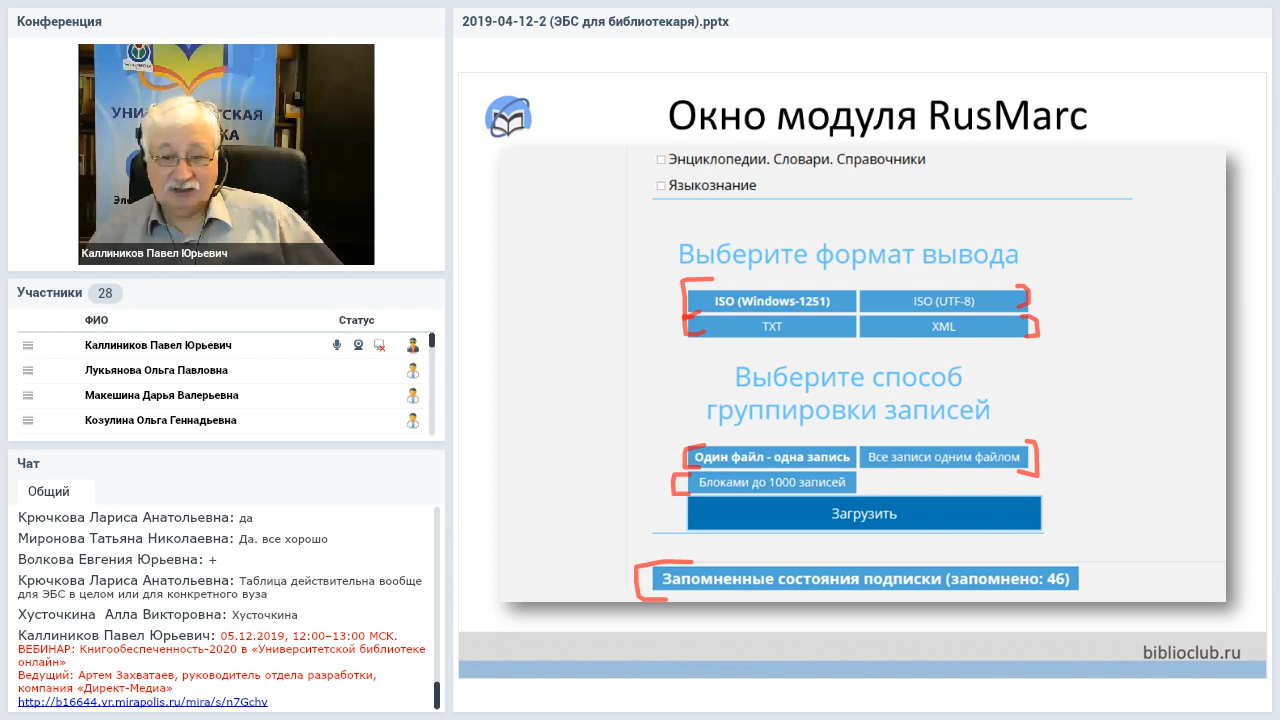 Конференция
УНИ
ТСКАЯ
КА
Эле
Каллиников Павел Юрьевич
Участники 28
ФИО Статус
Каллиников Павел Юрьевич
Лукьянова Ольга Павловна
Макешина Дарья Валерьевна
Козулина Ольга Геннадьевна
Чат
Общий
Крючкова Лариса Анатольевна: да
Миронова Татьяна Николаевна: Да. все хорошо
Волкова Евгения Юрьевна: +
Крючкова Лариса Анатольевна: Таблица действительна вообще
для ЭБС в целом или для конкретного вуза
Хусточкина Алла Викторовна: Хусточкина
Каллиников Павел Юрьевич: 05.12.2019, 12:00–13:00 МСК.
ВЕБИНАР: Книгообеспеченность-2020 в «Университетской библиотеке
онлайн»
Ведущий: Артем Захватаев, руководитель отдела разработки,
компания «Директ-Медиа»
http://b16644.vr.mirapolis.ru/mira/s/n7Gchv
2019-04-12-2 (ЭБС для библиотекаря).pptx
Окно модуля RusMarc
Энциклопедии. Словари. Справочники
Языкознание
Выберите формат вывода
ISO (Windows-1251) ISO (UTF-8)
TXT XML
Выберите способ
группировки записей
Один файл - одна запись Все записи одним файлом
Блоками до 1000 записей
Загрузить
Запомненные состояния подписки (запомнено: 46)
biblioclub.ru